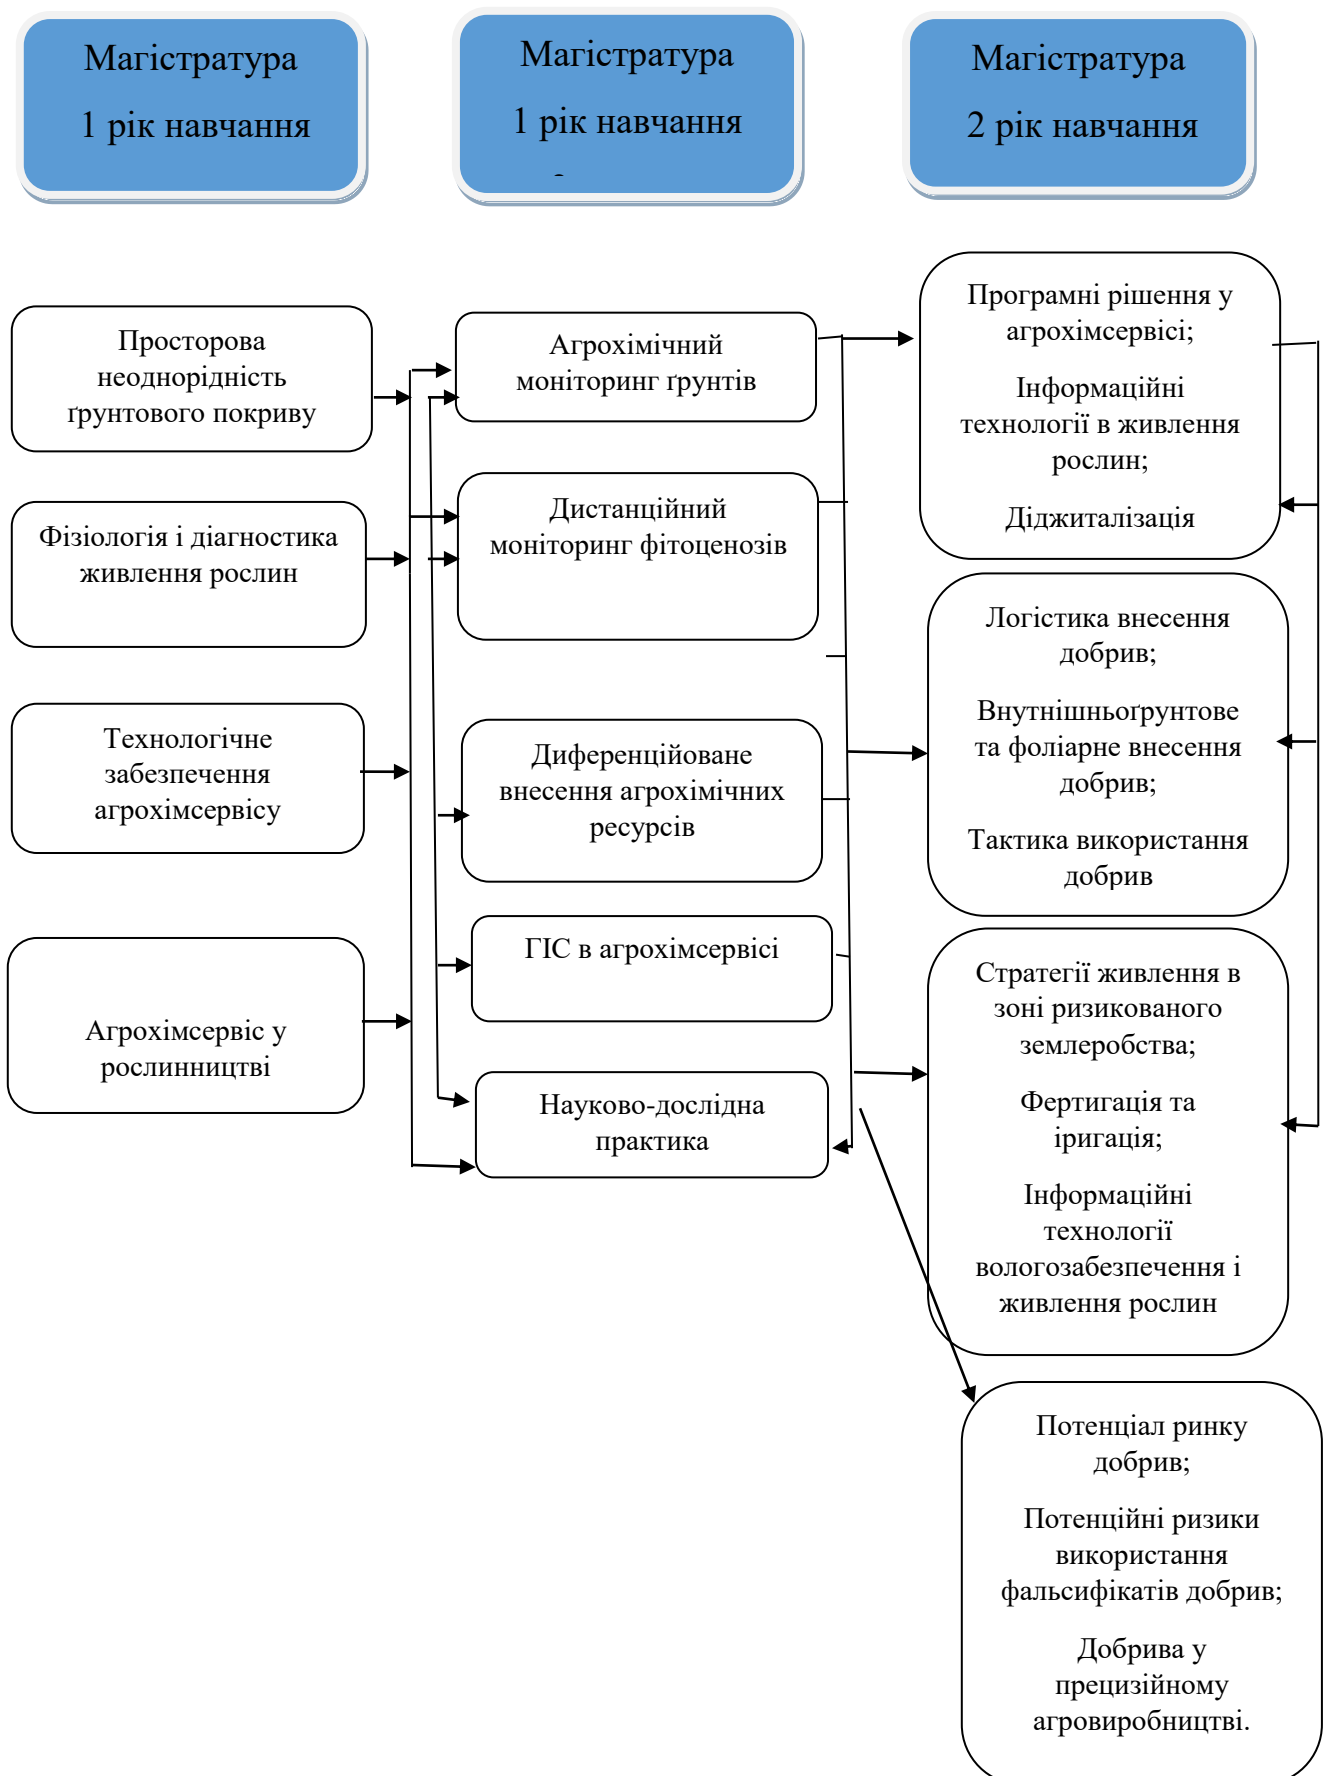 Магістратура
1 рік навчання
Магістратура
1 рік навчання
Магістратура
2 рік навчання
Просторова
неоднорідність
ґрунтового покриву
Фізіологія і діагностика
живлення рослин
Технологічне
забезпечення
агрохімсервісу
Агрохімсервіс у
рослинництві
Агрохімічний
моніторинг ґрунтів
Дистанційний
моніторинг фітоценозів
Диференційоване
внесення агрохімічних
ресурсів
ГІС в агрохімсервісі
Науково-дослідна
практика
Програмні рішення у
агрохімсервісі;
Інформаційні
технології в живлення
рослин;
Діджиталізація
Логістика внесення
добрив;
Внутнішньоґрунтове
та фоліарне внесення
добрив;
Тактика використання
добрив
Стратегії живлення в
зоні ризикованого
землеробства;
Фертигація та
іригація;
Інформаційні
технології
вологозабезпечення і
живлення рослин
Потенціал ринку
добрив;
Потенційні ризики
використання
фальсифікатів добрив;
Добрива у
прецизійному
агровиробництві.